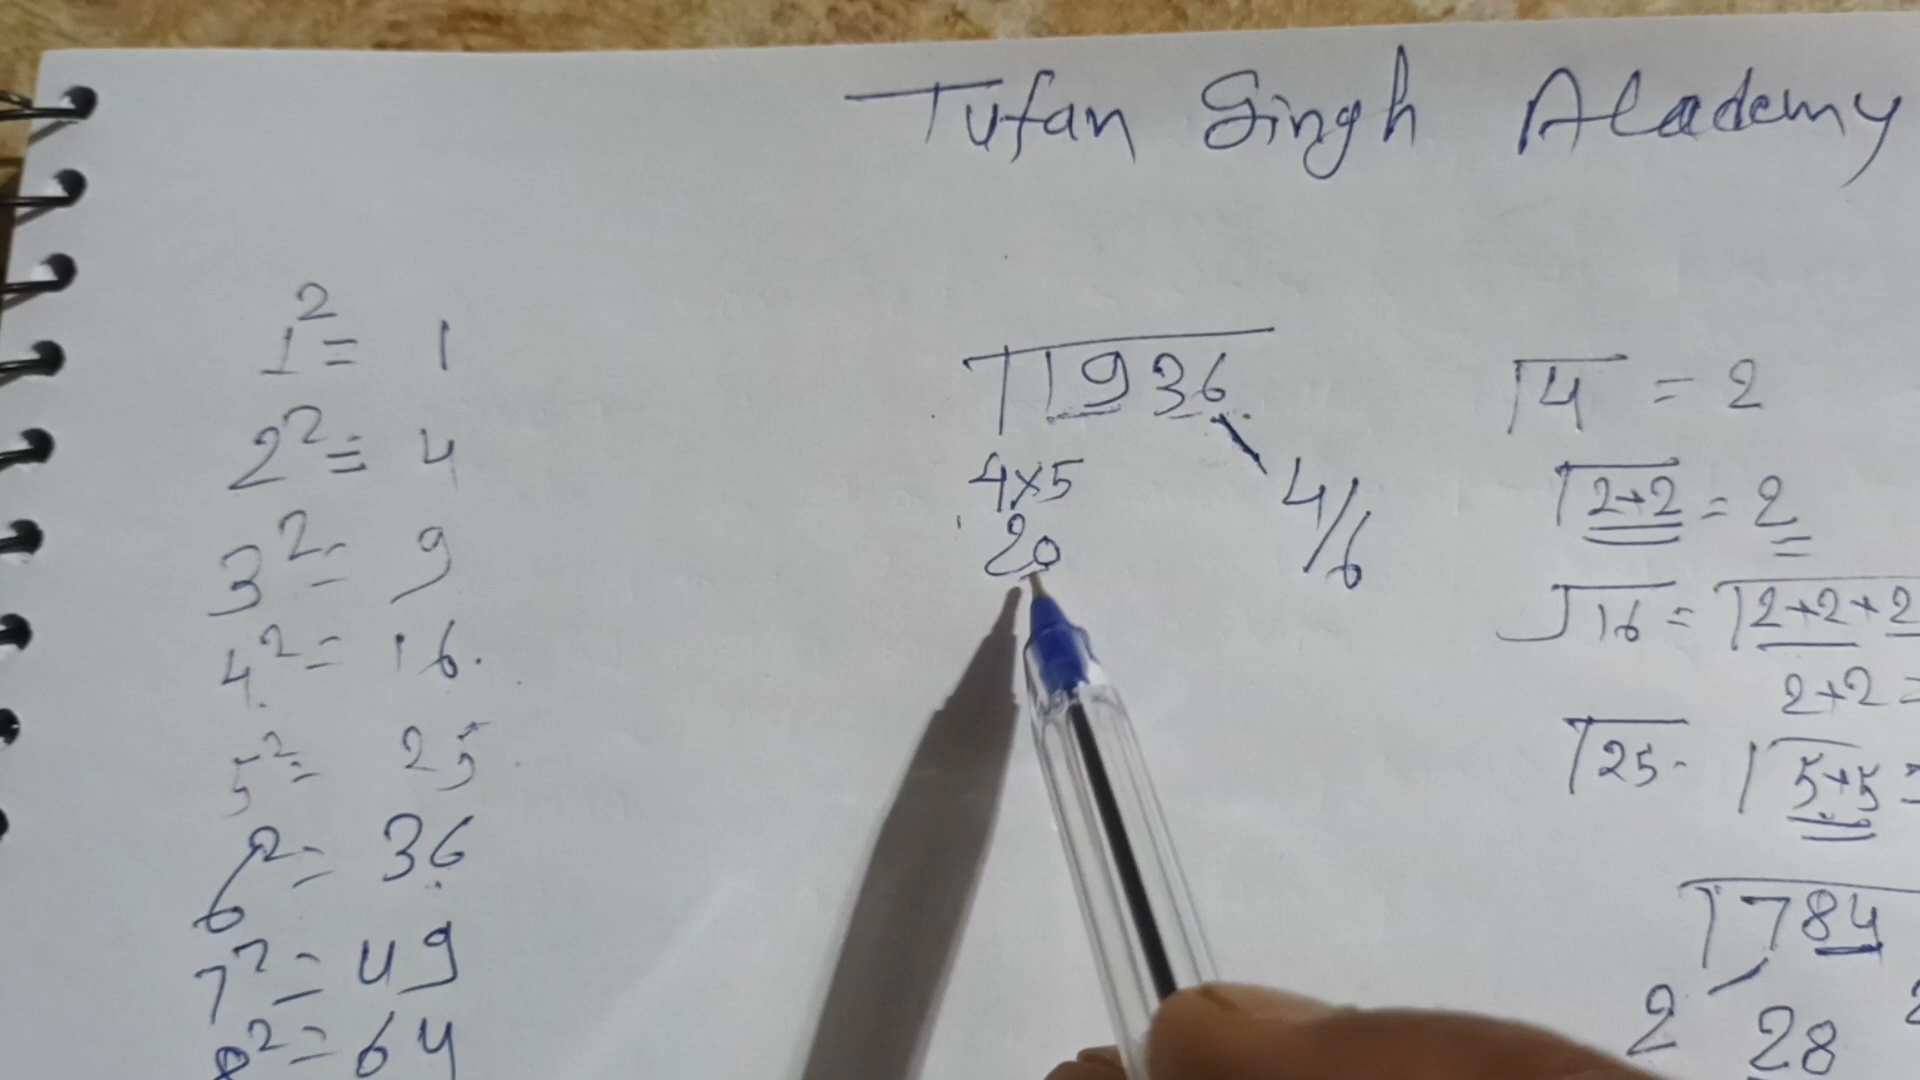 Tufan Singh Academy
1² = 1
2² = 4
3² = 9
4² = 16.
5² = 25
6² = 36
7² = 49
8² = 64
√1936
4×5
20
4/6
√4 = 2
√2+2 = 2
√16 = √2+2+2
2+2 =
√25 - √5+5 =
√784
2 28 2